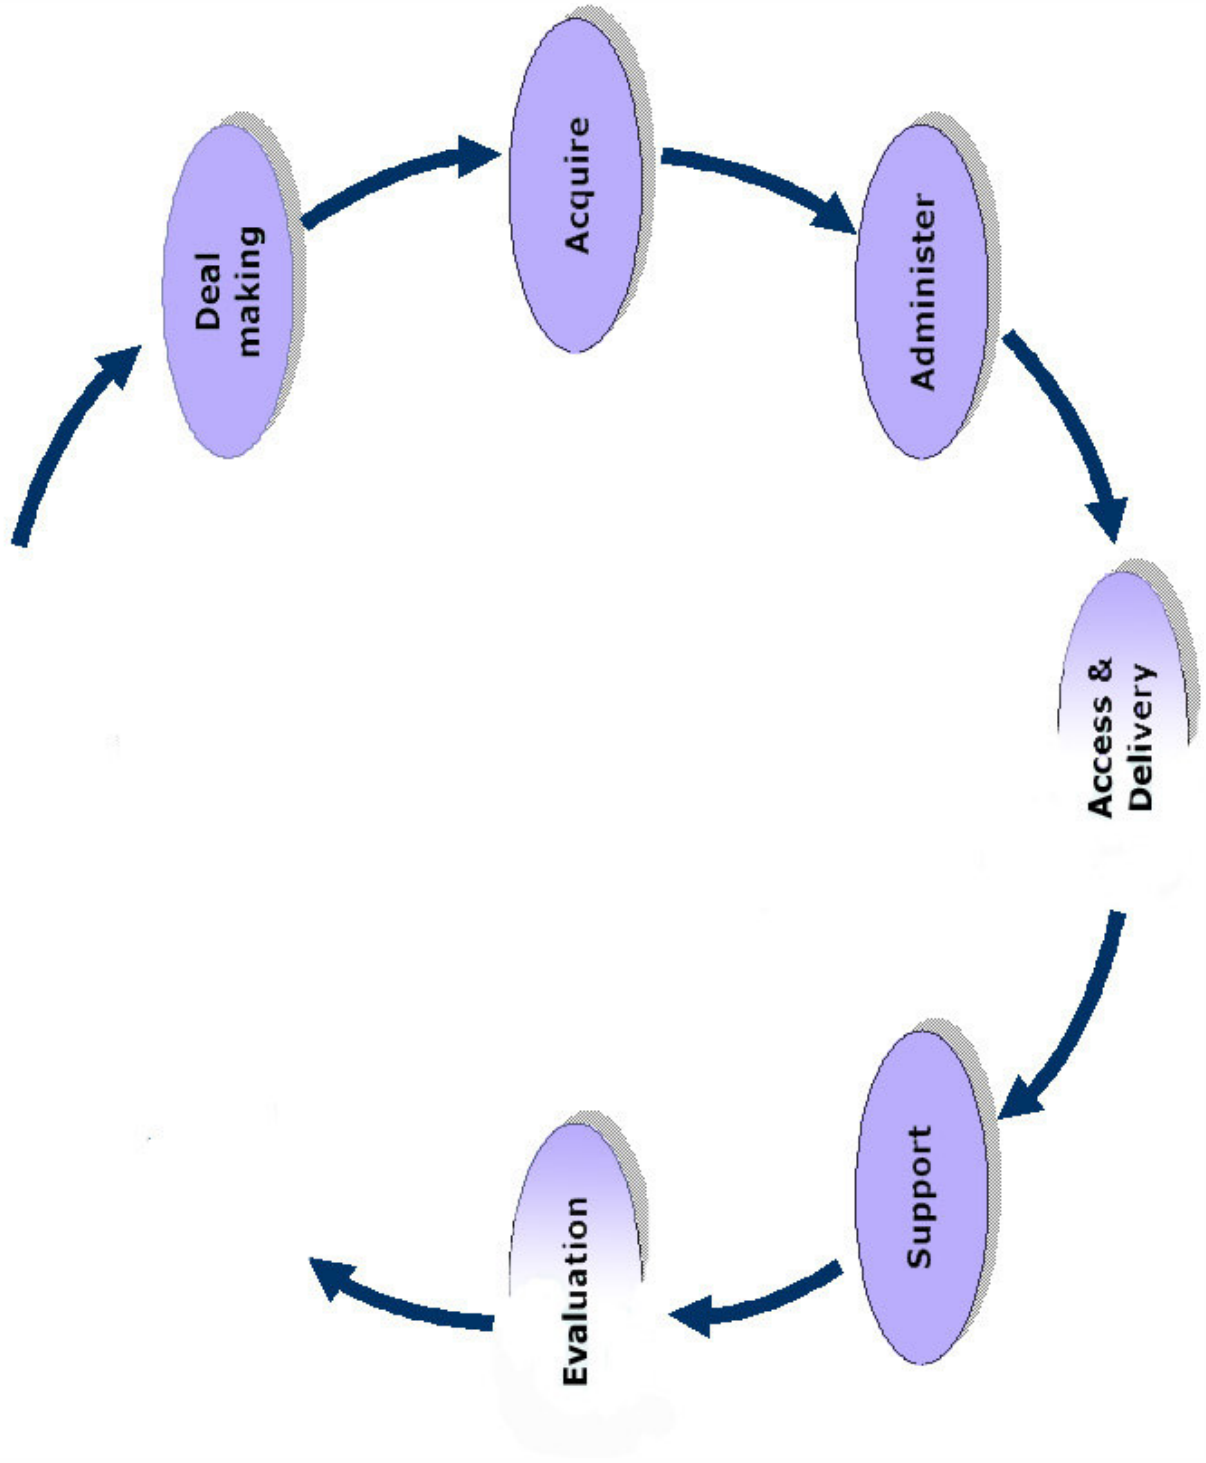 Deal
making
Acquire
Administer
Access &
Delivery
Support
Evaluation